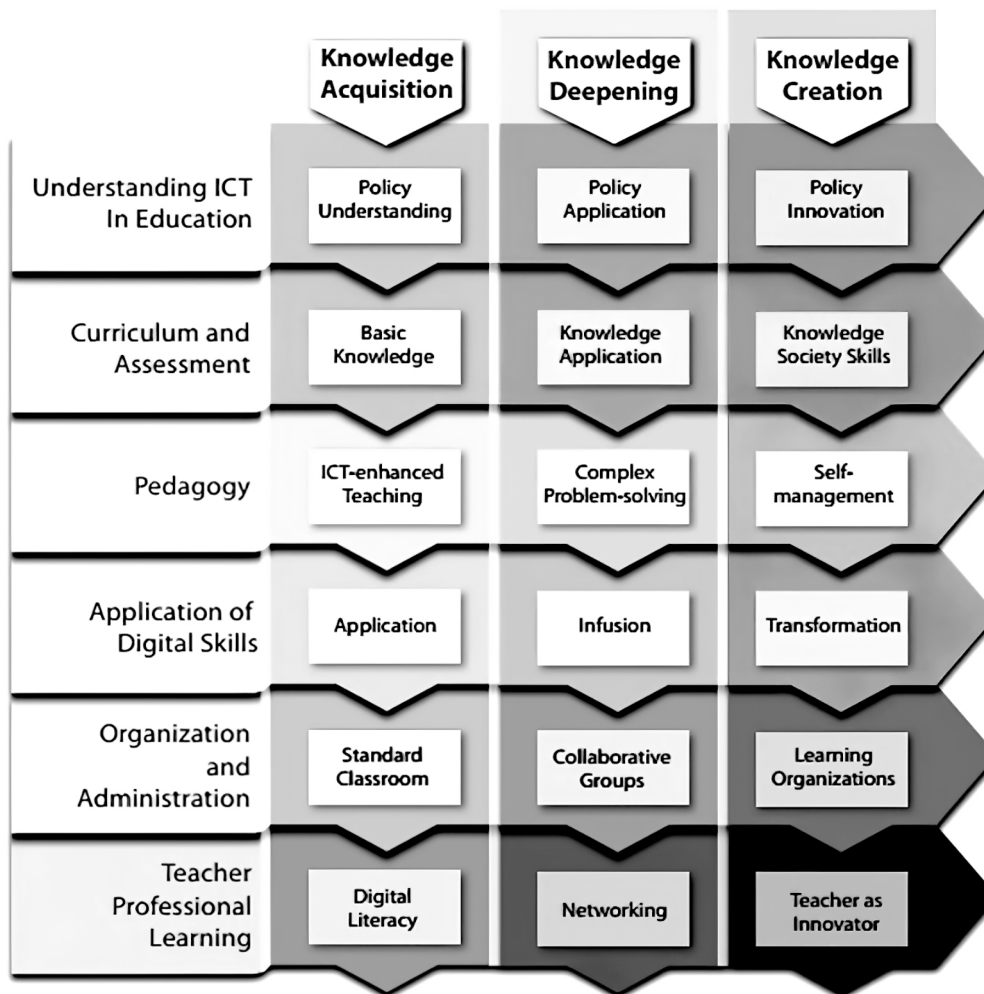 Knowledge
Acquisition
Knowledge
Deepening
Knowledge
Creation
Understanding ICT
In Education
Policy
Understanding
Policy
Application
Policy
Innovation
Curriculum and
Assessment
Basic
Knowledge
Knowledge
Application
Knowledge
Society Skills
Pedagogy
ICT-enhanced
Teaching
Complex
Problem-solving
Self-
management
Application of
Digital Skills
Application
Infusion
Transformation
Organization
and
Administration
Standard
Classroom
Collaborative
Groups
Learning
Organizations
Teacher
Professional
Learning
Digital
Literacy
Networking
Teacher as
Innovator